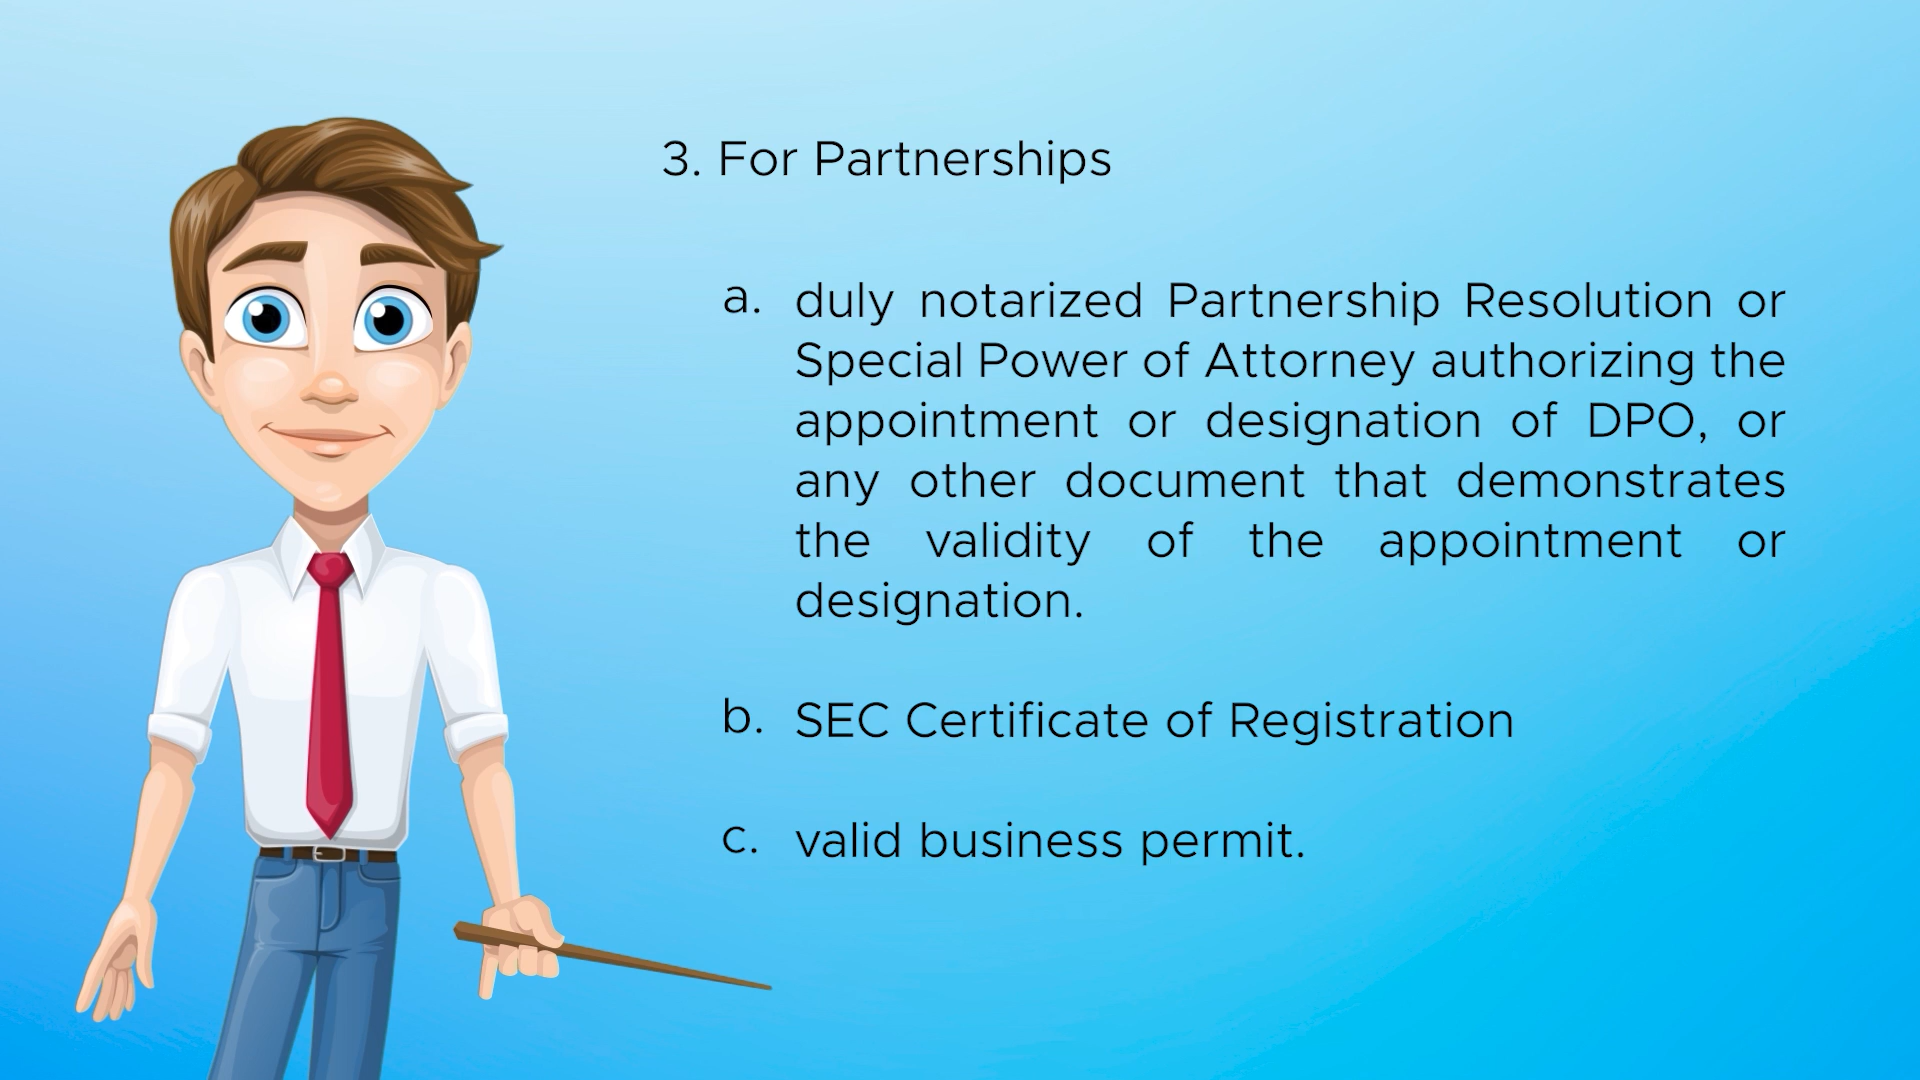 3. For Partnerships
a. duly notarized Partnership Resolution or
Special Power of Attorney authorizing the
appointment or designation of DPO, or
any other document that demonstrates
the validity of the appointment or
designation.
b. SEC Certificate of Registration
c. valid business permit.